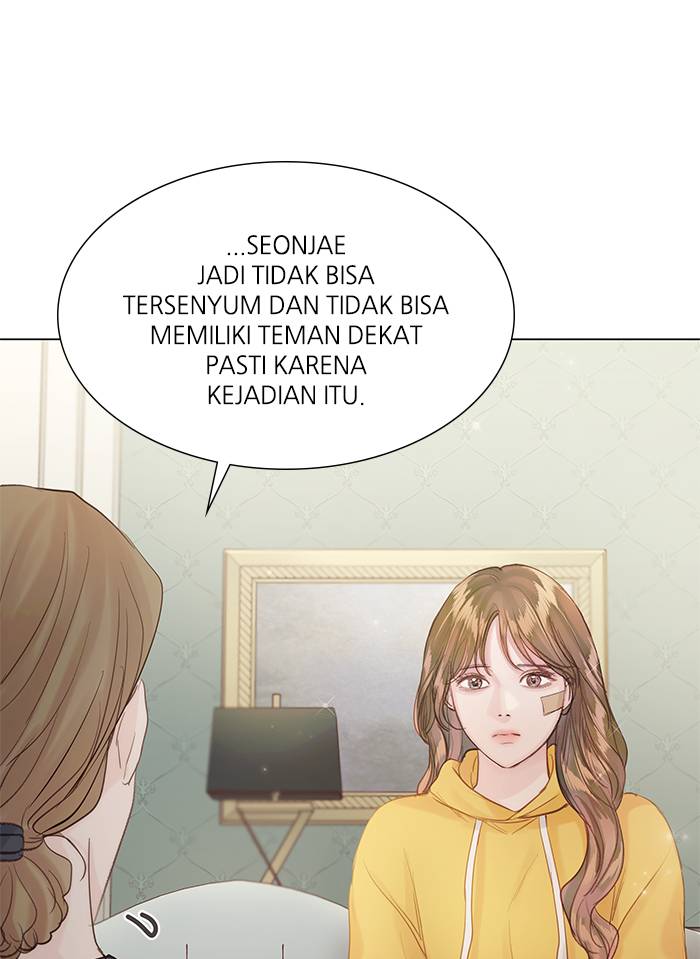 ...SEONJAE
JADI TIDAK BISA
TERSENYUM DAN TIDAK BISA
MEMILIKI TEMAN DEKAT
PASTI KARENA
KEJADIAN ITU.